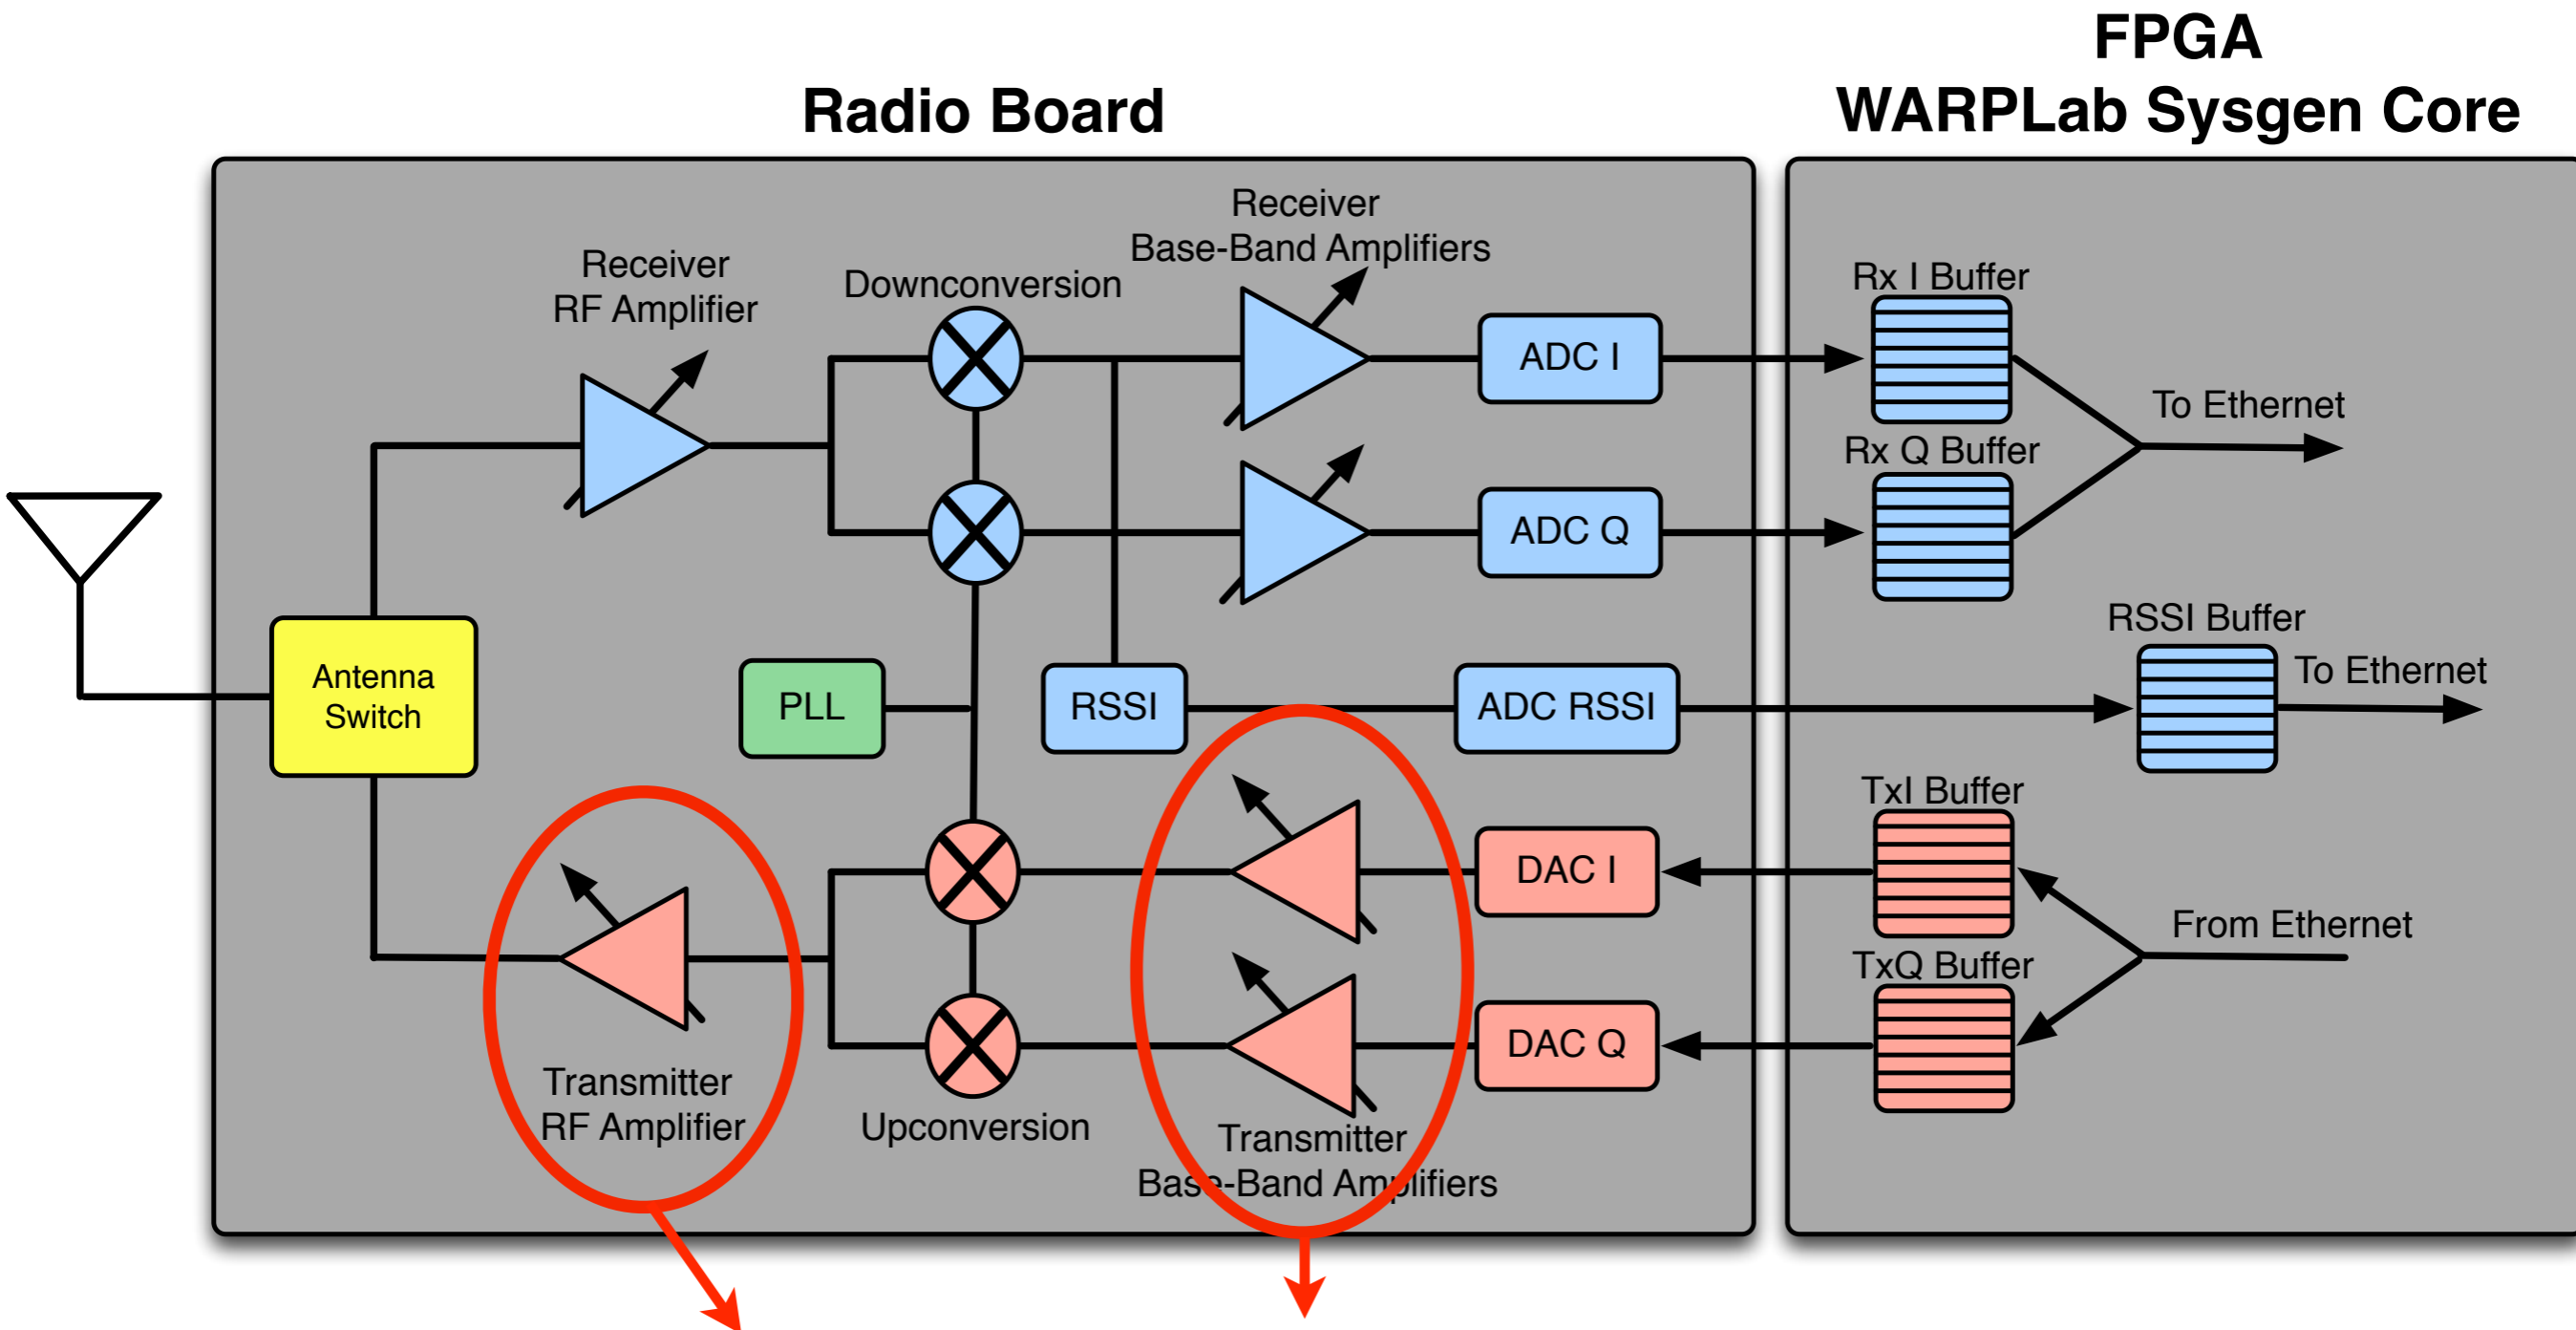 FPGA
WARPLab Sysgen Core
Radio Board
Receiver
Base-Band Amplifiers
Receiver
RF Amplifier
Downconversion
Rx I Buffer
ADC I
To Ethernet
Rx Q Buffer
ADC Q
RSSI Buffer
Antenna
Switch
PLL
RSSI
ADC RSSI
To Ethernet
TxI Buffer
DAC I
From Ethernet
TxQ Buffer
DAC Q
Transmitter
RF Amplifier
Upconversion
Transmitter
Base-Band Amplifiers